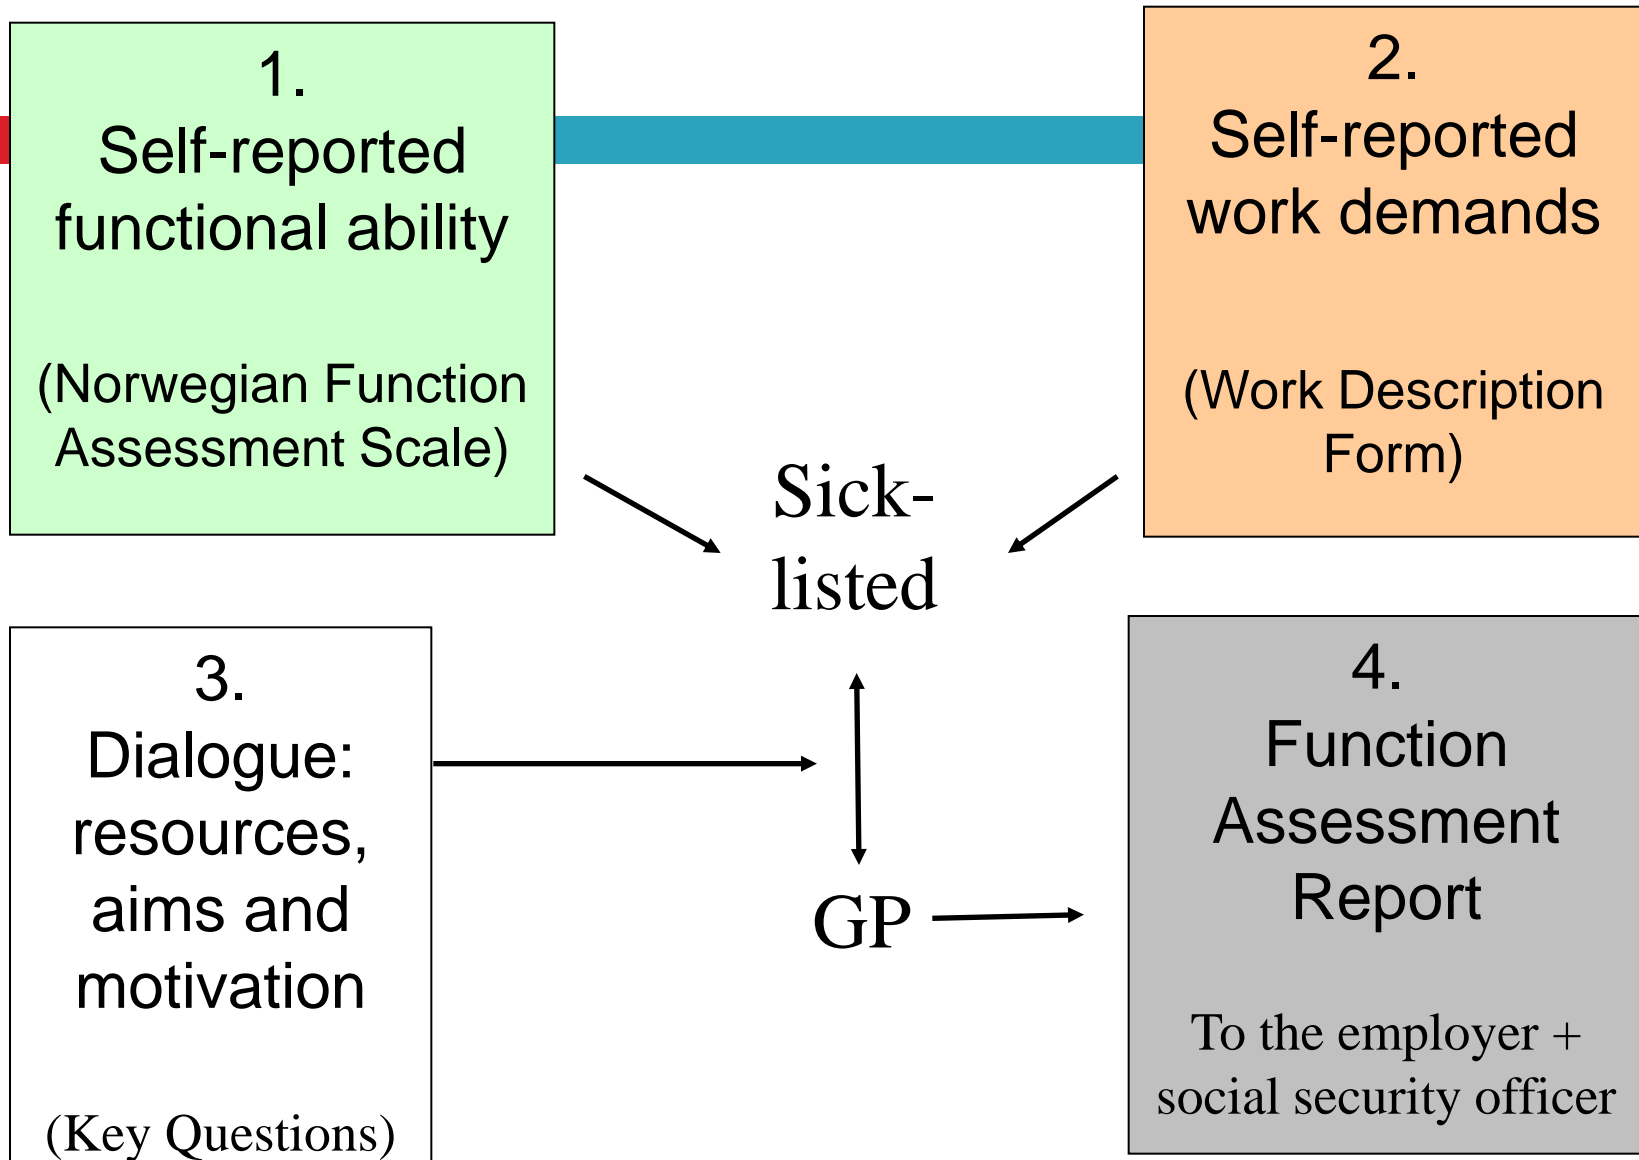 1.
Self-reported
functional ability
(Norwegian Function
Assessment Scale)
2.
Self-reported
work demands
(Work Description
Form)
Sick-
listed
3.
Dialogue:
resources,
aims and
motivation
(Key Questions)
GP
4.
Function
Assessment
Report
To the employer +
social security officer